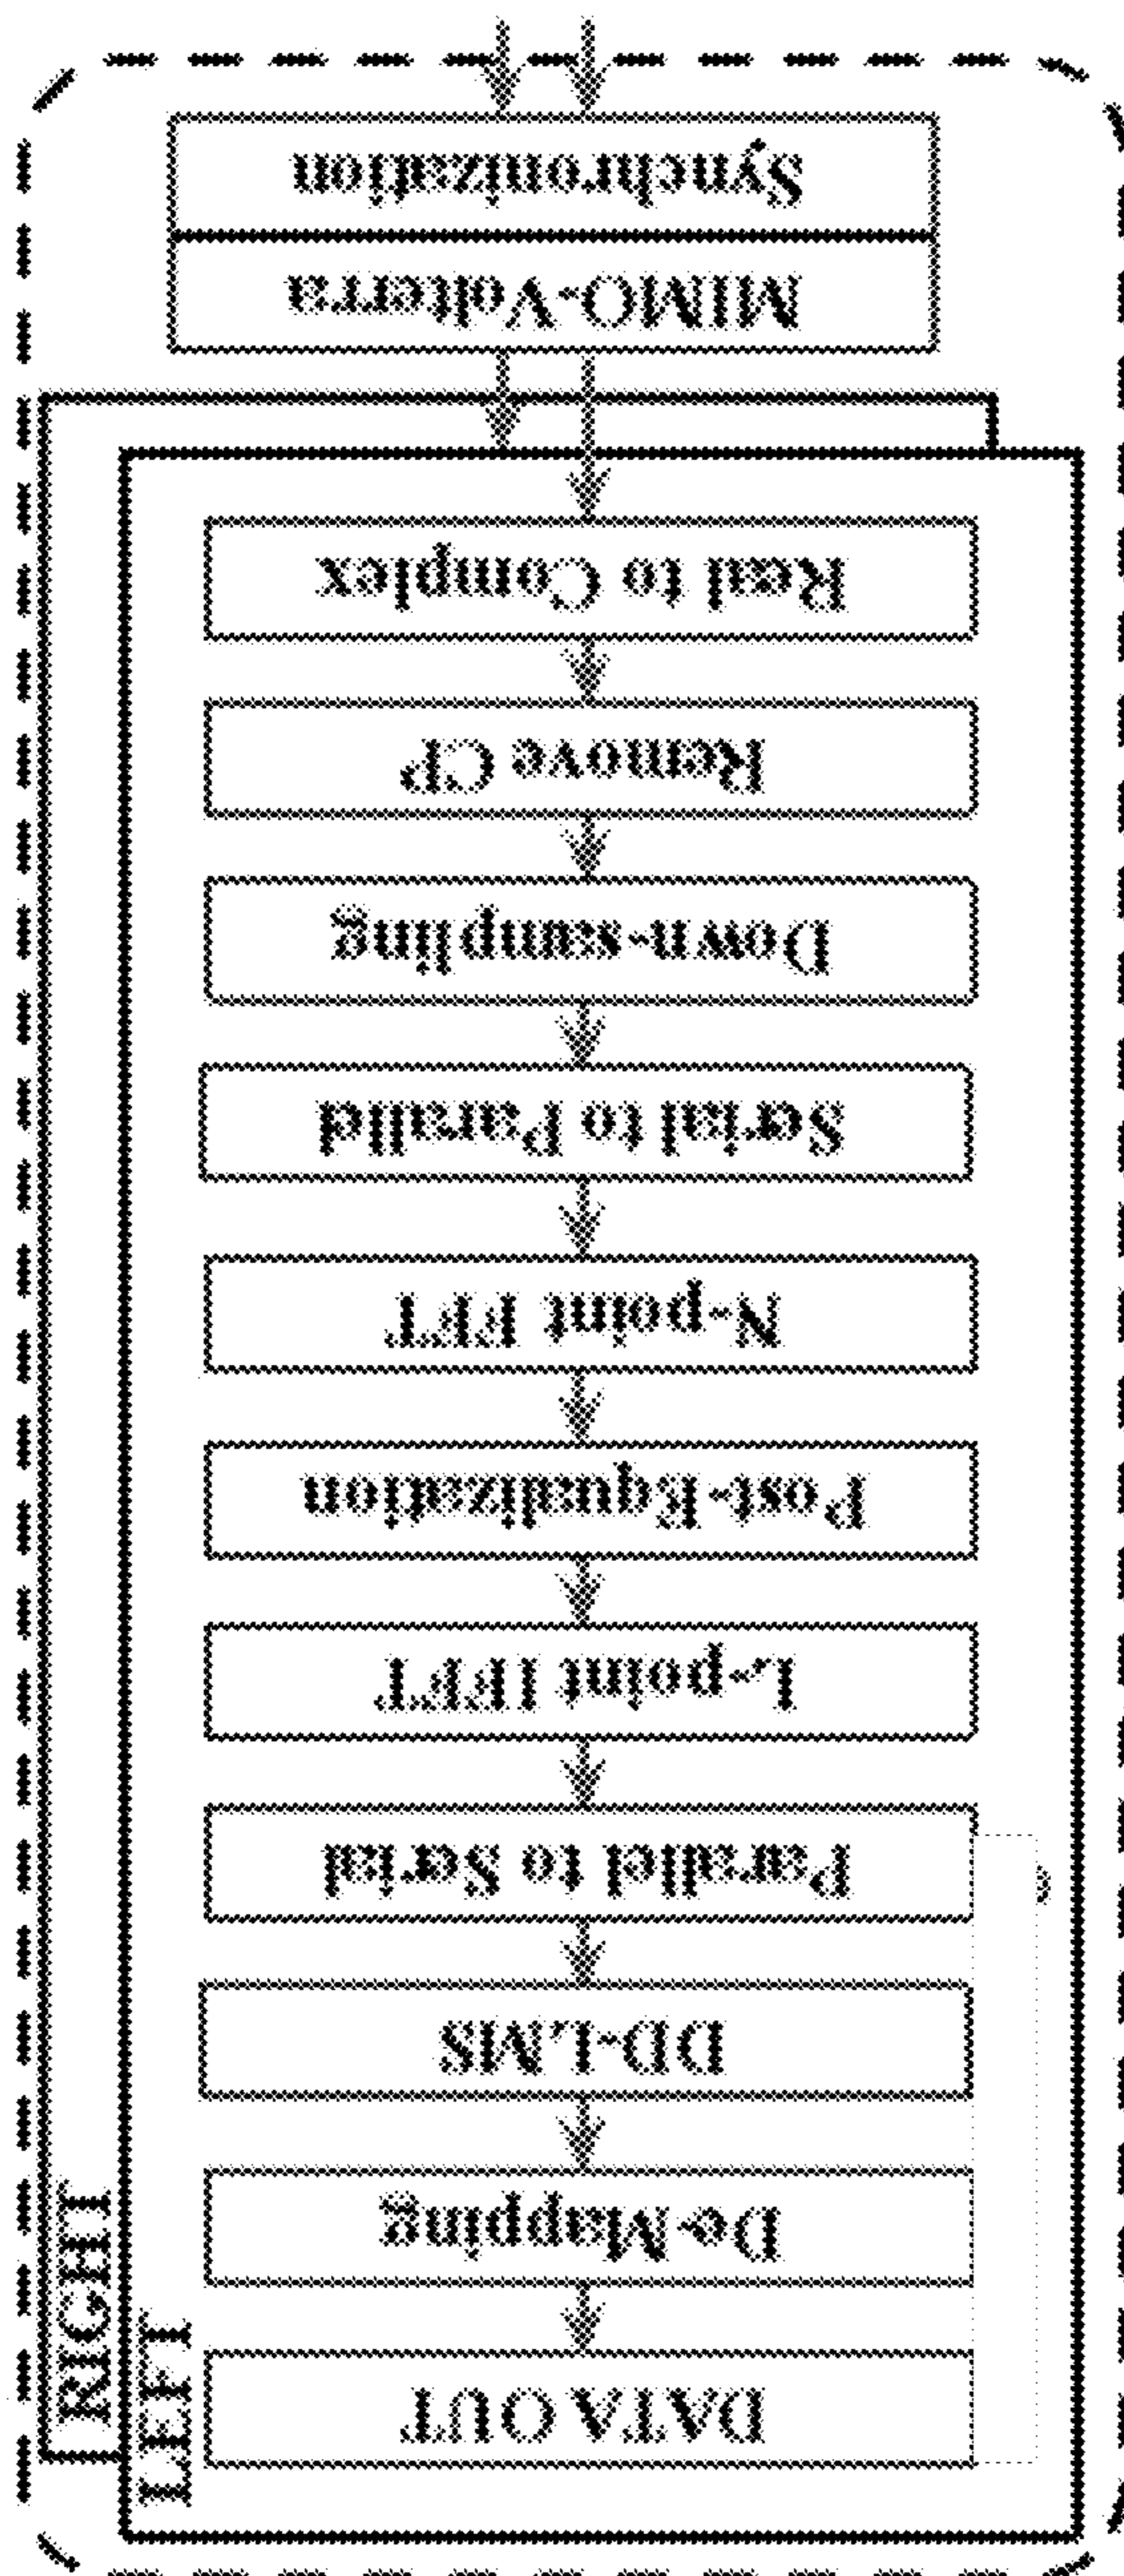 Synchronization
MIMO-Volterra
Real to Complex
Remove CP
Down-sampling
Serial to Parallel
N-point FFT
Post-Equalization
L-point IFFT
Parallel to Serial
DD-LMS
De-Maping
DATA OUT
RIGHT
LEFT